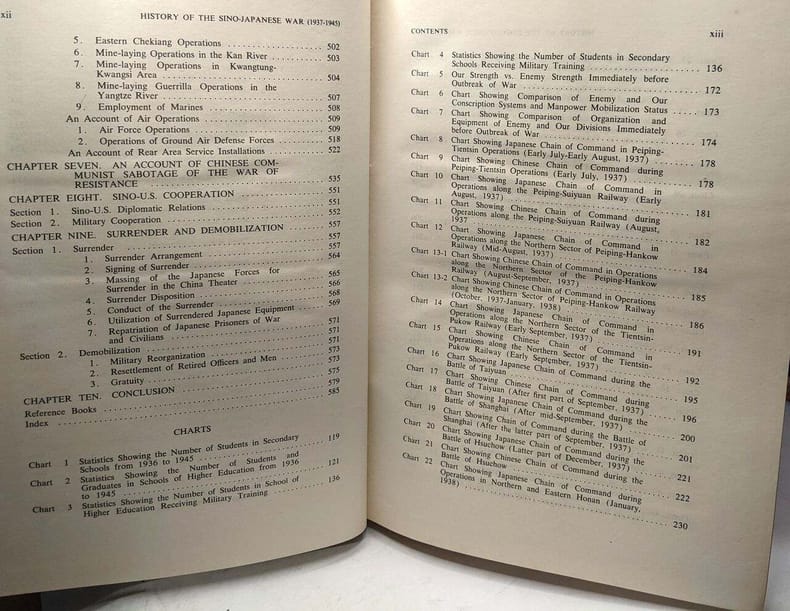 xii
HISTORY OF THE SINO-JAPANESE WAR (1937-1945)
5. Eastern Chekiang Operations 502
6. Mine-laying Operations in the Kan River 503
7. Mine-laying Operations in Kwangtung-
Kwangsi Area 504
8. Mine-laying Guerrilla Operations in the
Yangtze River 507
9. Employment of Marines 508
An Account of Air Operations 509
1. Air Force Operations 509
2. Operations of Ground Air Defense Forces 518
An Account of Rear Area Service Installations 522
CHAPTER SEVEN. AN ACCOUNT OF CHINESE COM-
MUNIST SABOTAGE OF THE WAR OF
RESISTANCE 535
CHAPTER EIGHT. SINO-U.S. COOPERATION 551
Section 1. Sino-U.S. Diplomatic Relations 551
Section 2. Military Cooperation 552
CHAPTER NINE. SURRENDER AND DEMOBILIZATION 557
Section 1. Surrender 557
1. Surrender Arrangement 557
2. Signing of Surrender 564
3. Massing of the Japanese Forces for
Surrender in the China Theater 565
4. Surrender Disposition 566
5. Conduct of the Surrender 568
6. Utilization of Surrendered Japanese Equipment 569
7. Repatriation of Japanese Prisoners of War
and Civilians 571
Section 2. Demobilization 571
1. Military Reorganization 571
2. Resettlement of Retired Officers and Men 573
3. Gratuity 573
CHAPTER TEN. CONCLUSION 575
Reference Books 579
Index 585
CHARTS
Chart 1 Statistics Showing the Number of Students in Secondary
Schools from 1936 to 1945 119
Chart 2 Statistics Showing the Number of Students and
Graduates in Schools of Higher Education from 1936
to 1945 121
Chart 3 Statistics Showing the Number of Students in School of
Higher Education Receiving Military Training 136
CONTENTS
xiii
Chart 4 Statistics Showing the Number of Students in Secondary
Schools Receiving Military Training 136
Chart 5 Our Strength vs. Enemy Strength Immediately before
Outbreak of War 172
Chart 6 Chart Showing Comparison of Enemy and Our
Conscription Systems and Manpower Mobilization Status 173
Chart 7 Chart Showing Comparison of Organization and
Equipment of Enemy and Our Divisions Immediately
before Outbreak of War 174
Chart 8 Chart Showing Japanese Chain of Command in Peiping-
Tientsin Operations (Early July-Early August, 1937) 178
Chart 9 Chart Showing Chinese Chain of Command during
Peiping-Tientsin Operations (Early July, 1937) 178
Chart 10 Chart Showing Japanese Chain of Command in
Operations along the Peiping-Suiyuan Railway (Early
August, 1937) 181
Chart 11 Chart Showing Chinese Chain of Command during
Operations along the Peiping-Suiyuan Railway (August,
1937 182
Chart 12 Chart Showing Japanese Chain of Command in
Operations along the Northern Sector of Peiping-Hankow
Railway (Mid-August, 1937) 184
Chart 13-1 Chart Showing Chinese Chain of Command in Operations
along the Northern Sector of the Peiping-Hankow
Railway (August-September, 1937) 185
Chart 13-2 Chart Showing Chinese Chain of Command in Operations
along the Northern Sector of Peiping-Hankow Railway
(October, 1937-January, 1938) 186
Chart 14 Chart Showing Japanese Chain of Command in
Operations along the Northern Sector of the Tientsin-
Pukow Railway (Early September, 1937) 191
Chart 15 Chart Showing Chinese Chain of Command in
Operations along the Northern Sector of the Tientsin-
Pukow Railway (Early September, 1937) 192
Chart 16 Chart Showing Japanese Chain of Command during the
Battle of Taiyuan 195
Chart 17 Chart Showing Chinese Chain of Command during
Battle of Taiyuan (After first part of September, 1937) 196
Chart 18 Chart Showing Japanese Chain of Command during the
Battle of Shanghai (After mid-September, 1937) 200
Chart 19 Chart Showing Chain of Command during the Battle of
Shanghai (After the latter part of September, 1937) 201
Chart 20 Chart Showing Japanese Chain of Command during the
Battle of Hsuchow (Latter part of December, 1937) 221
Chart 21 Chart Showing Chinese Chain of Command during the
Battle of Hsuchow 222
Chart 22 Chart Showing Japanese Chain of Command during
Operations in Northern and Eastern Honan (January,
1938) 230